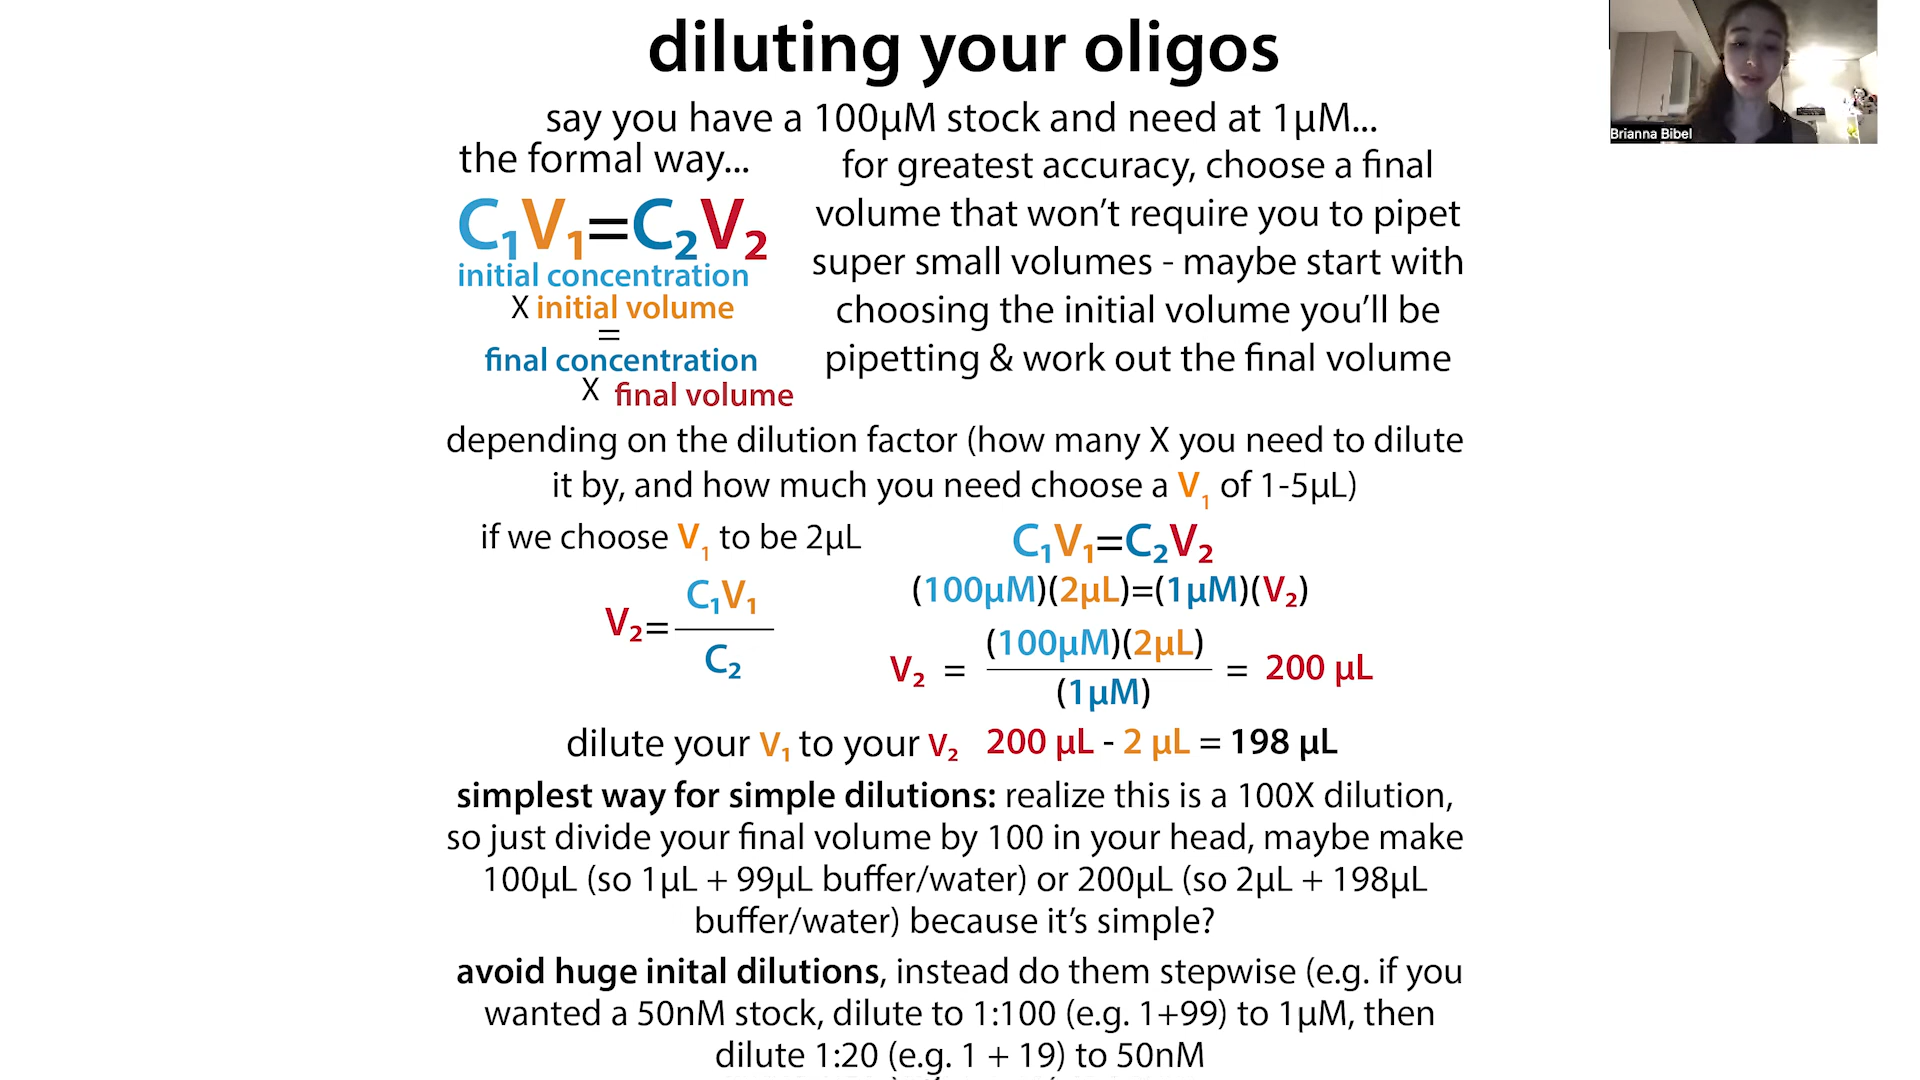 diluting your oligos
say you have a 100µM stock and need at 1µM...
the formal way...
C₁V₁=C₂V₂
initial concentration
X initial volume
=
final concentration
X final volume
for greatest accuracy, choose a final
volume that won't require you to pipet
super small volumes - maybe start with
choosing the initial volume you'll be
pipetting & work out the final volume
depending on the dilution factor (how many X you need to dilute
it by, and how much you need choose a V₁ of 1-5µL)
if we choose V₁ to be 2µL
V₂=
C₁V₁
C₂
C₁V₁=C₂V₂
(100µM)(2µL)=(1µM)(V₂)
(100µM)(2µL)
V₂ = = 200 µL
(1µM)
dilute your V₁ to your V₂ 200 µL - 2 µL = 198 µL
simplest way for simple dilutions: realize this is a 100X dilution,
so just divide your final volume by 100 in your head, maybe make
100µL (so 1µL + 99µL buffer/water) or 200µL (so 2µL + 198µL
buffer/water) because it's simple?
avoid huge inital dilutions, instead do them stepwise (e.g. if you
wanted a 50nM stock, dilute to 1:100 (e.g. 1+99) to 1µM, then
dilute 1:20 (e.g. 1 + 19) to 50nM
Brianna Bibel